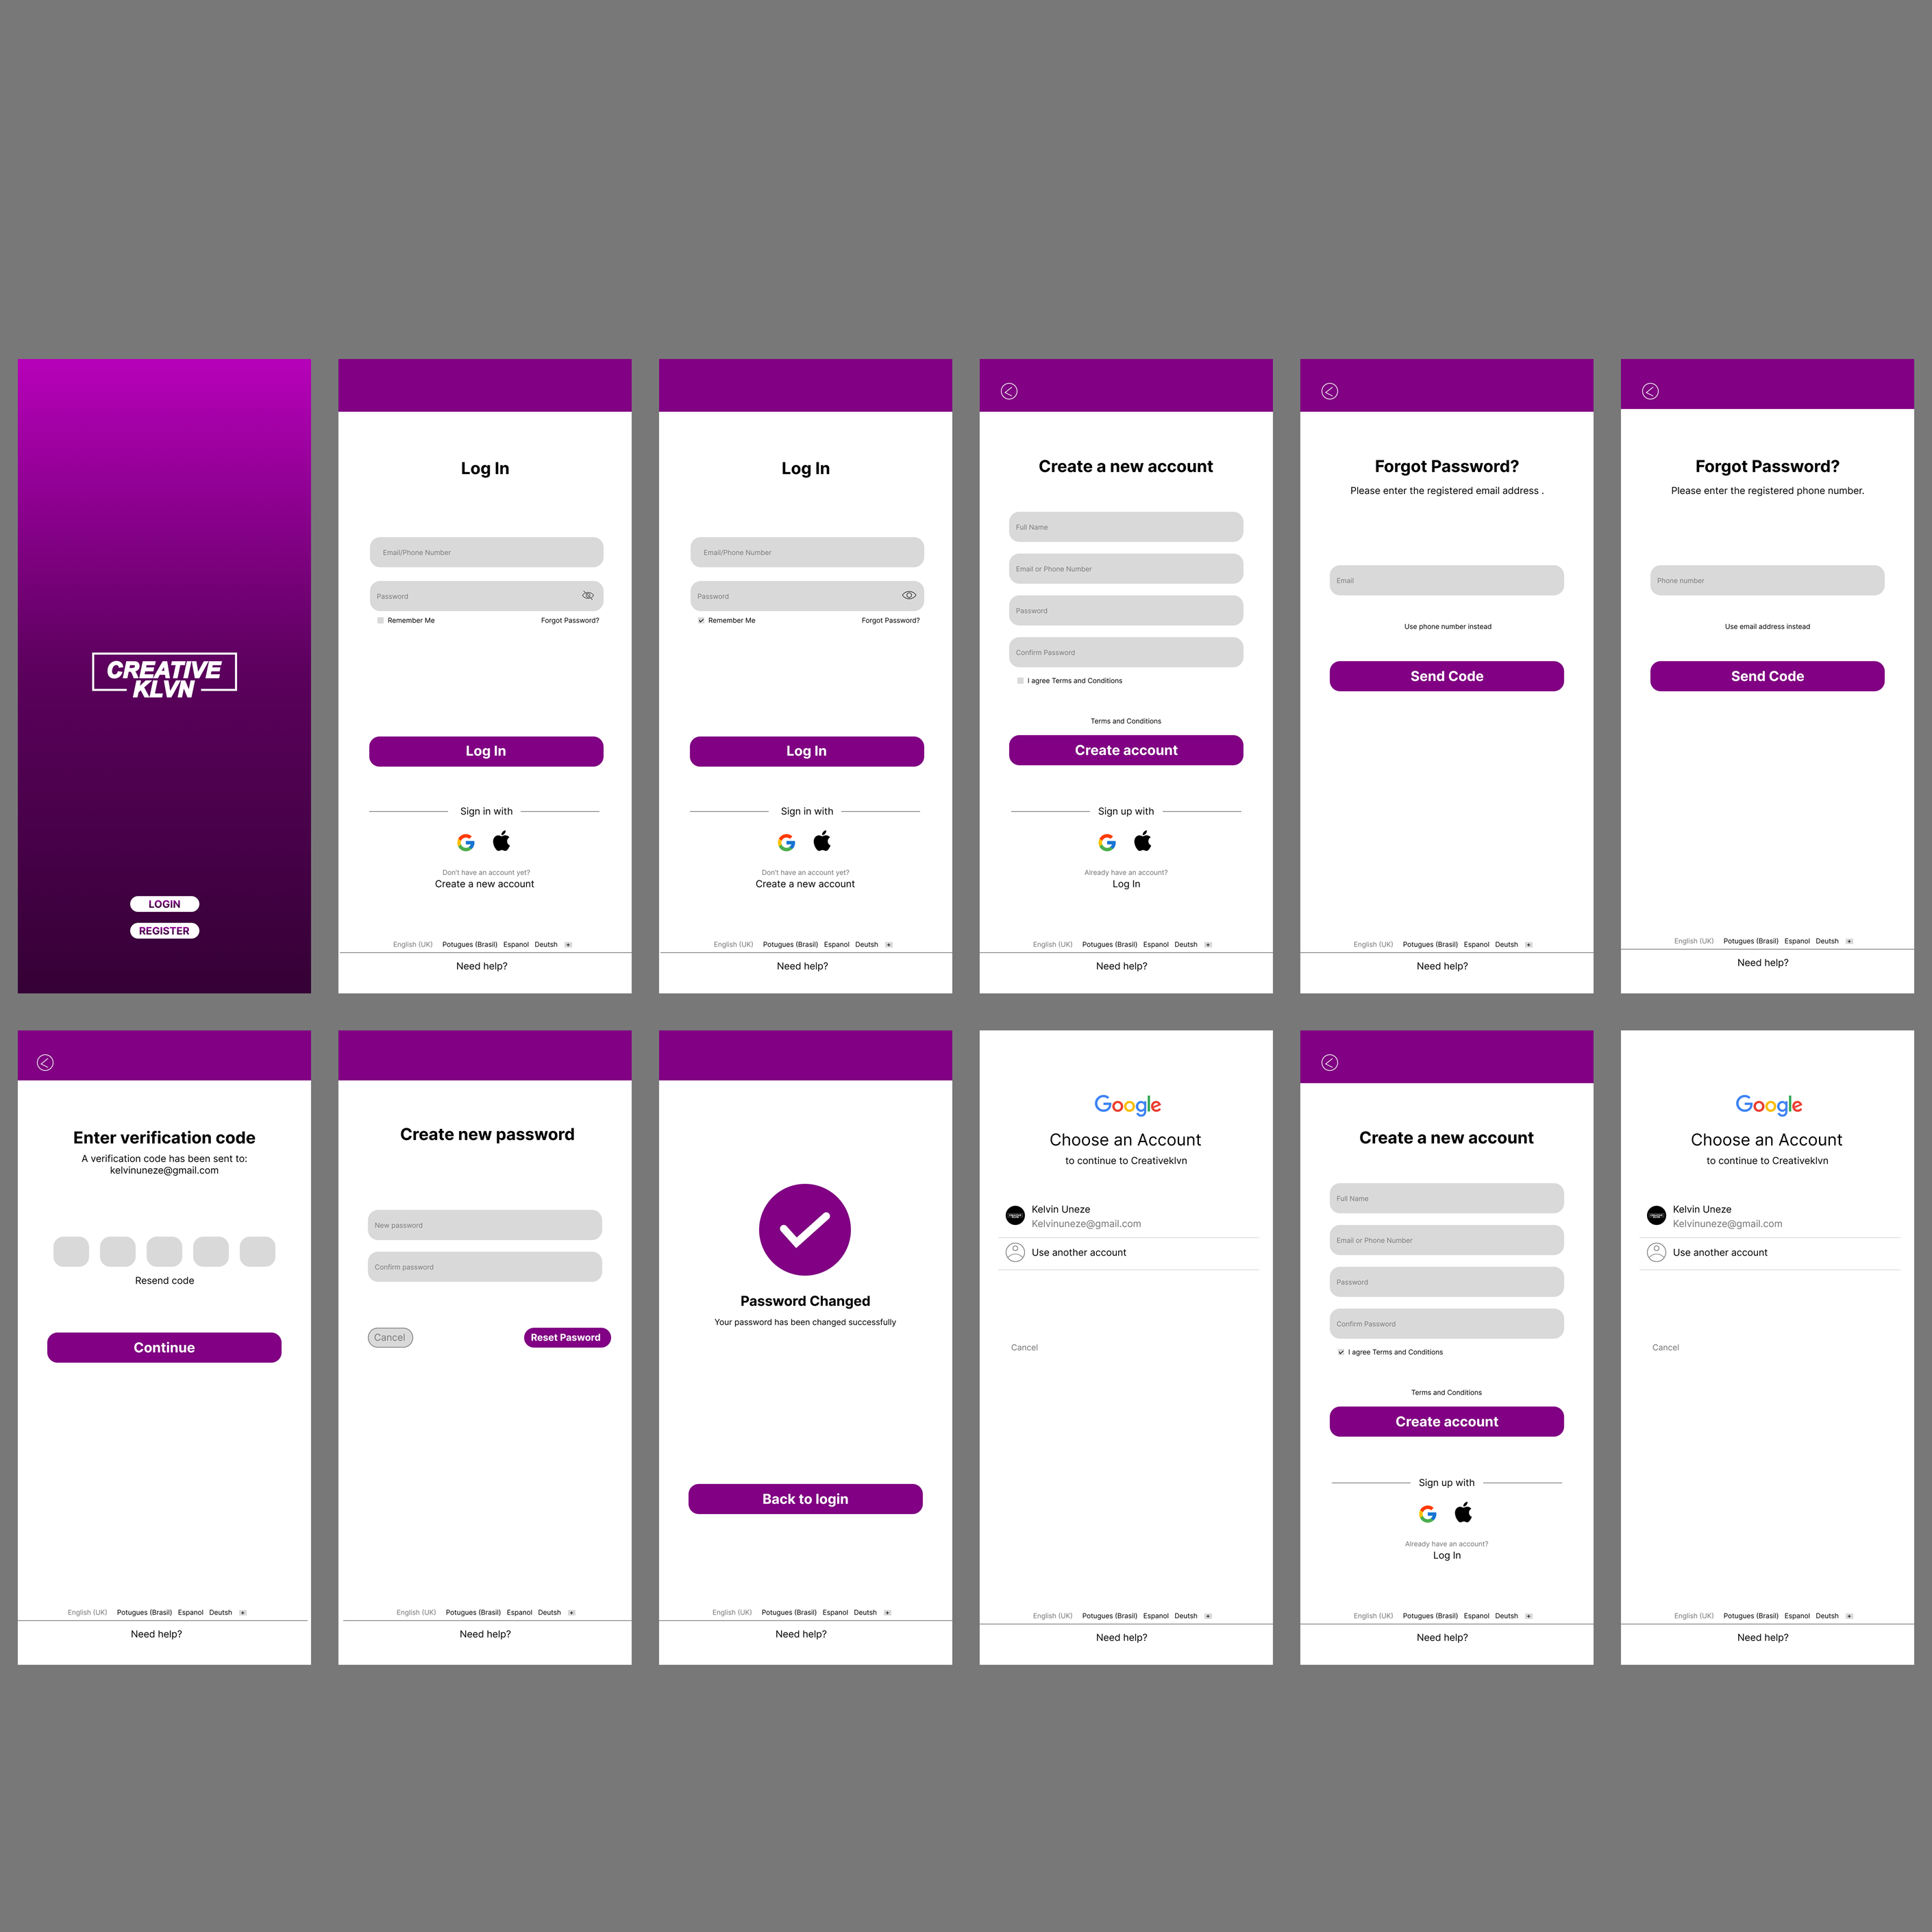 CREATIVE
KLVN
LOGIN
REGISTER
Log In
Email/Phone Number
Password
Remember Me Forgot Password?
Log In
Sign in with
Don't have an account yet?
Create a new account
English (UK) Potugues (Brasil) Espanol Deutsh +
Need help?
Log In
Email/Phone Number
Password
Remember Me Forgot Password?
Log In
Sign in with
Don't have an account yet?
Create a new account
English (UK) Potugues (Brasil) Espanol Deutsh +
Need help?
Create a new account
Full Name
Email or Phone Number
Password
Confirm Password
I agree Terms and Conditions
Terms and Conditions
Create account
Sign up with
Already have an account?
Log In
English (UK) Potugues (Brasil) Espanol Deutsh +
Need help?
Forgot Password?
Please enter the registered email address .
Email
Use phone number instead
Send Code
English (UK) Potugues (Brasil) Espanol Deutsh +
Need help?
Forgot Password?
Please enter the registered phone number.
Phone number
Use email address instead
Send Code
English (UK) Potugues (Brasil) Espanol Deutsh +
Need help?
Enter verification code
A verification code has been sent to:
kelvinuneze@gmail.com
Resend code
Continue
English (UK) Potugues (Brasil) Espanol Deutsh +
Need help?
Create new password
New password
Confirm password
Cancel Reset Pasword
English (UK) Potugues (Brasil) Espanol Deutsh +
Need help?
Password Changed
Your password has been changed successfully
Back to login
English (UK) Potugues (Brasil) Espanol Deutsh +
Need help?
Google
Choose an Account
to continue to Creativeklvn
Kelvin Uneze
Kelvinuneze@gmail.com
Use another account
Cancel
English (UK) Potugues (Brasil) Espanol Deutsh +
Need help?
Create a new account
Full Name
Email or Phone Number
Password
Confirm Password
I agree Terms and Conditions
Terms and Conditions
Create account
Sign up with
Already have an account?
Log In
English (UK) Potugues (Brasil) Espanol Deutsh +
Need help?
Google
Choose an Account
to continue to Creativeklvn
Kelvin Uneze
Kelvinuneze@gmail.com
Use another account
Cancel
English (UK) Potugues (Brasil) Espanol Deutsh +
Need help?